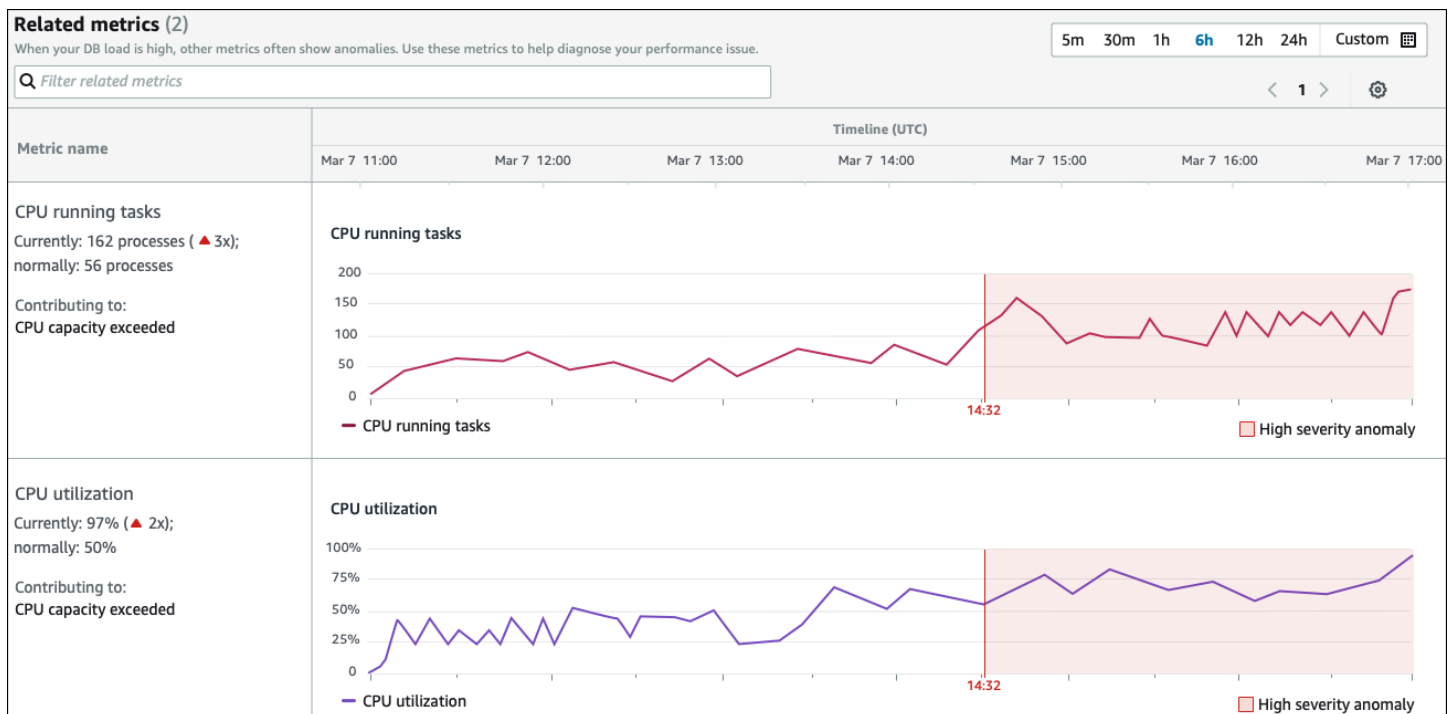 Related metrics (2)
When your DB load is high, other metrics often show anomalies. Use these metrics to help diagnose your performance issue.
5m 30m 1h 6h 12h 24h Custom
Filter related metrics
1
Metric name
Timeline (UTC)
Mar 7 11:00 Mar 7 12:00 Mar 7 13:00 Mar 7 14:00 Mar 7 15:00 Mar 7 16:00 Mar 7 17:00
CPU running tasks
Currently: 162 processes ( ▲ 3x);
normally: 56 processes
Contributing to:
CPU capacity exceeded
CPU running tasks
200
150
100
50
0
14:32
CPU running tasks
High severity anomaly
CPU utilization
Currently: 97% (▲ 2x);
normally: 50%
Contributing to:
CPU capacity exceeded
CPU utilization
100%
75%
50%
25%
0
14:32
CPU utilization
High severity anomaly